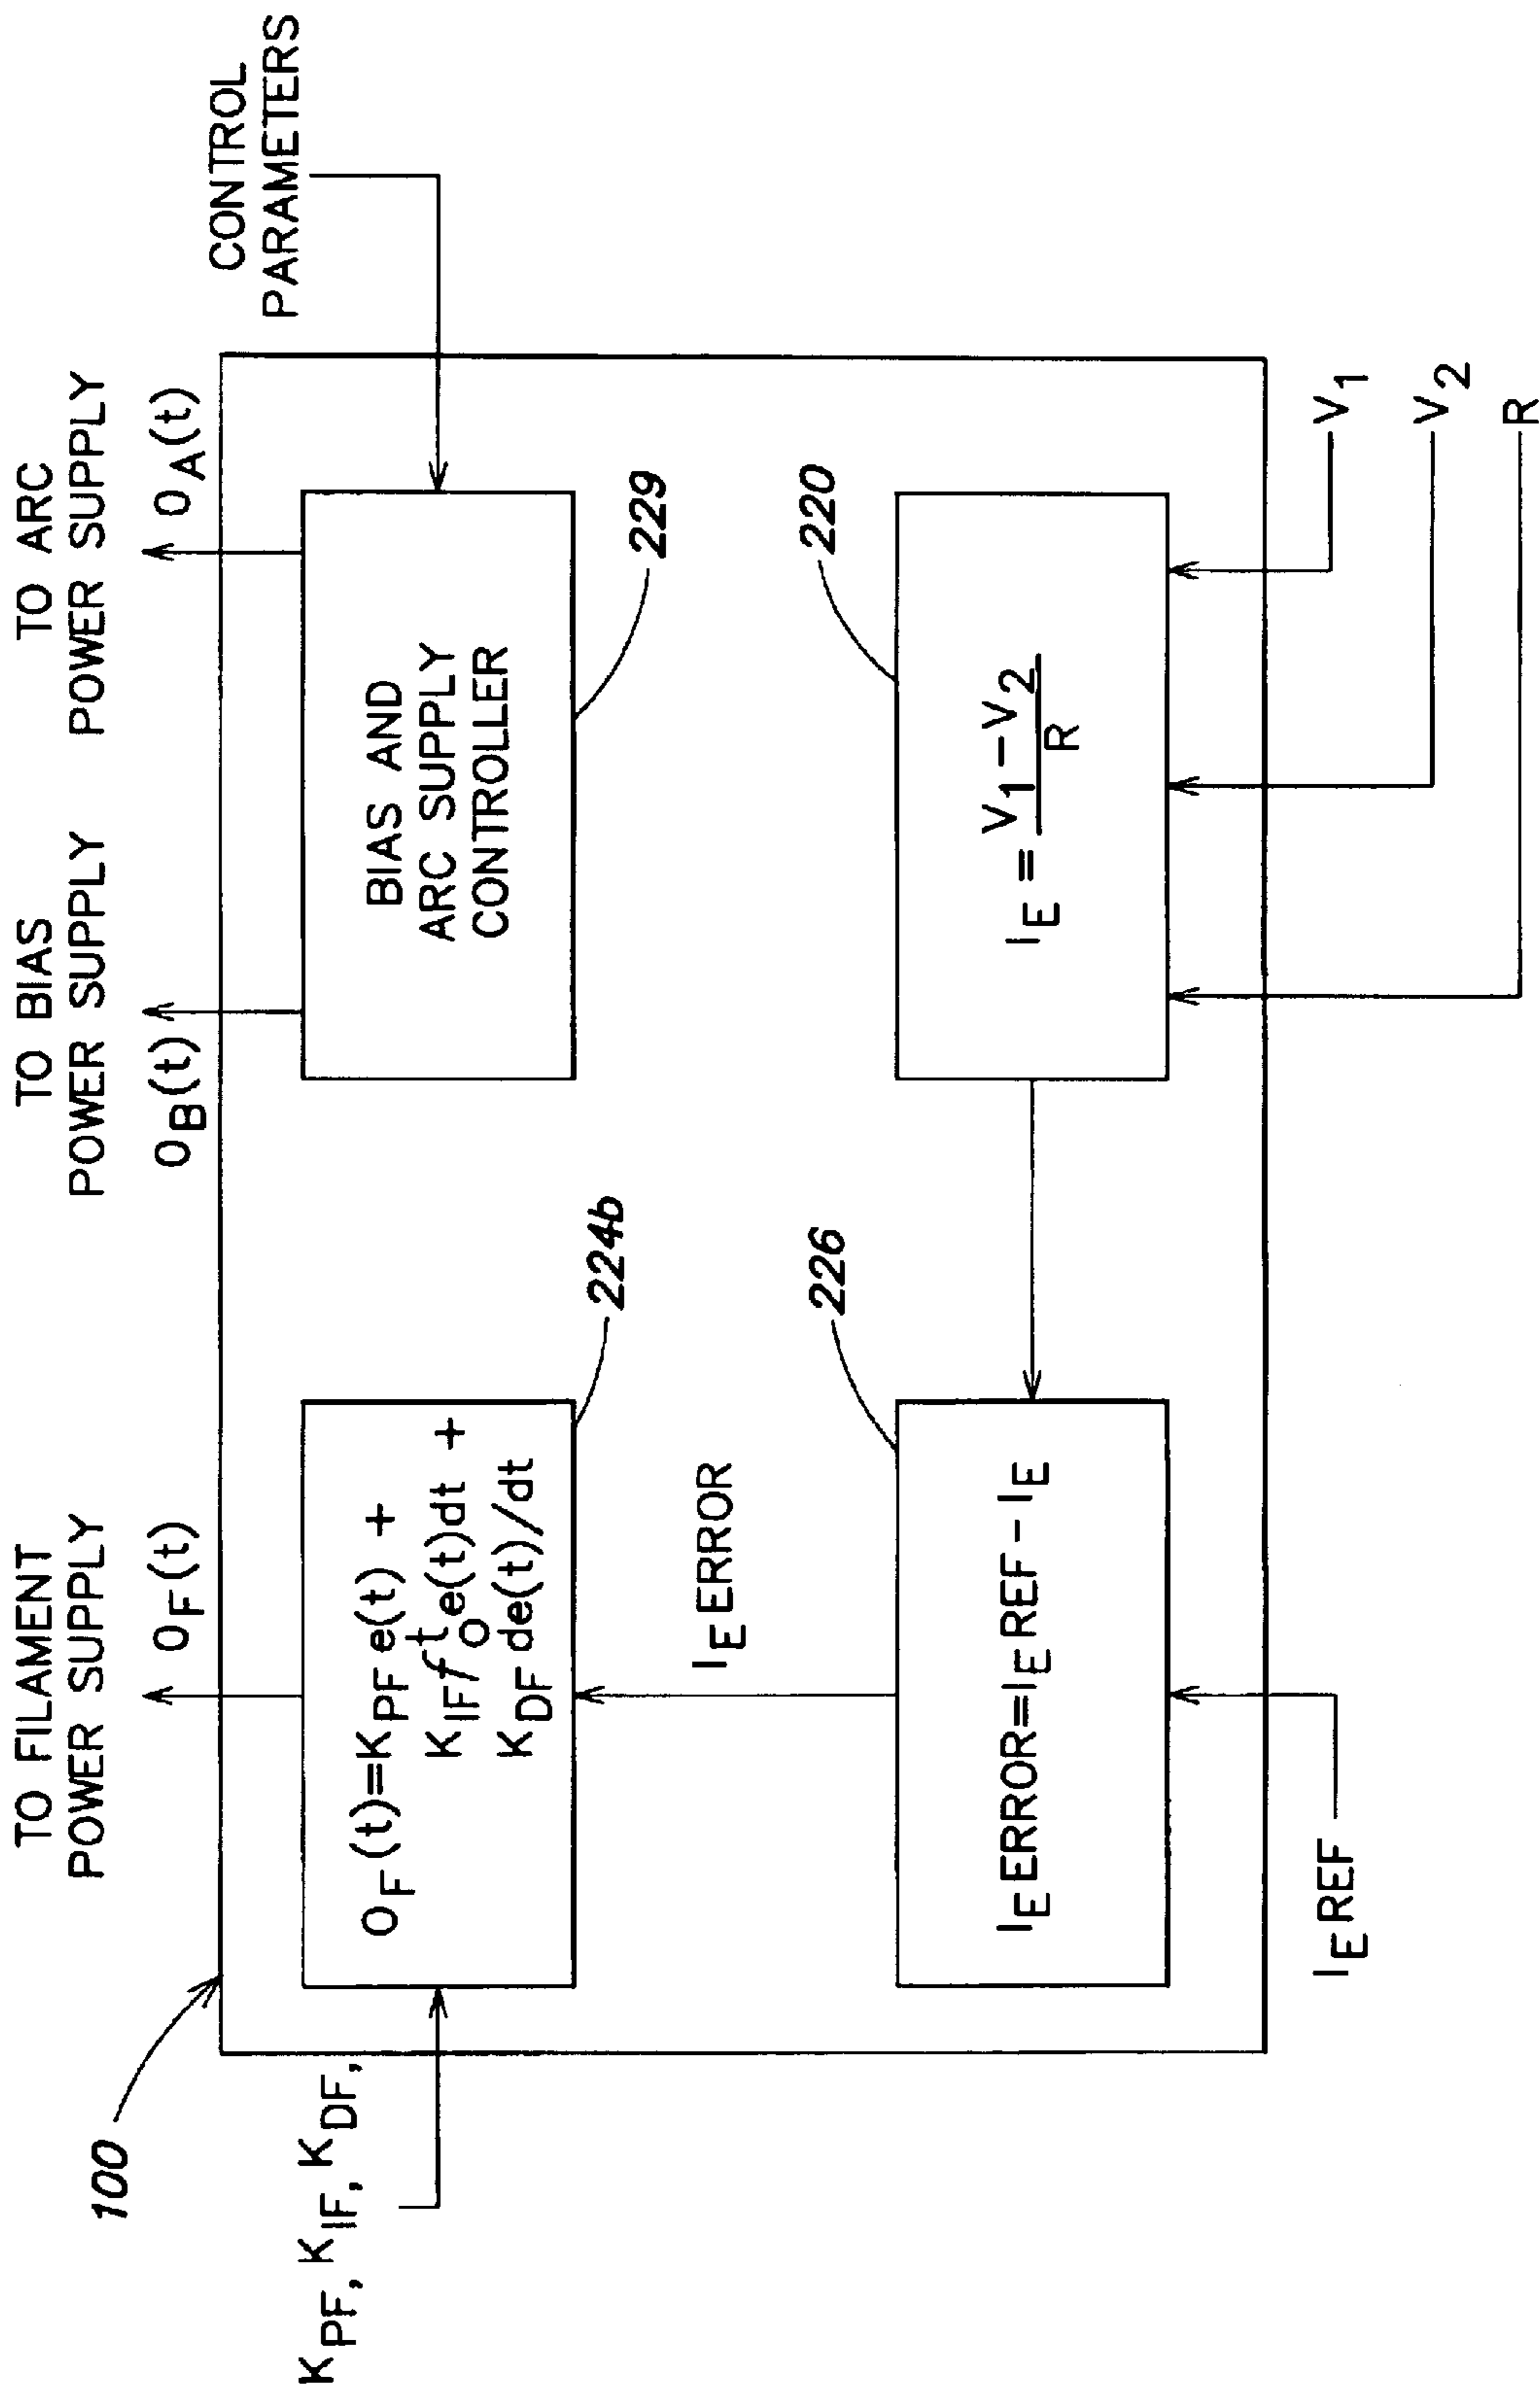 TO FILAMENT
POWER SUPPLY
TO BIAS
POWER SUPPLY
TO ARC
POWER SUPPLY
O_F(t)
O_B(t)
O_A(t)
100
CONTROL
PARAMETERS
K_PF, K_IF, K_DF,
O_F(t)=K_PF e(t) +
K_IF ∫_0^t e(t)dt +
K_DF de(t)/dt
BIAS AND
ARC SUPPLY
CONTROLLER
224b
229
I_E ERROR
226
220
I_E ERROR=I_E REF-I_E
I_E = V_1-V_2
R
I_E REF
V_1
V_2
R